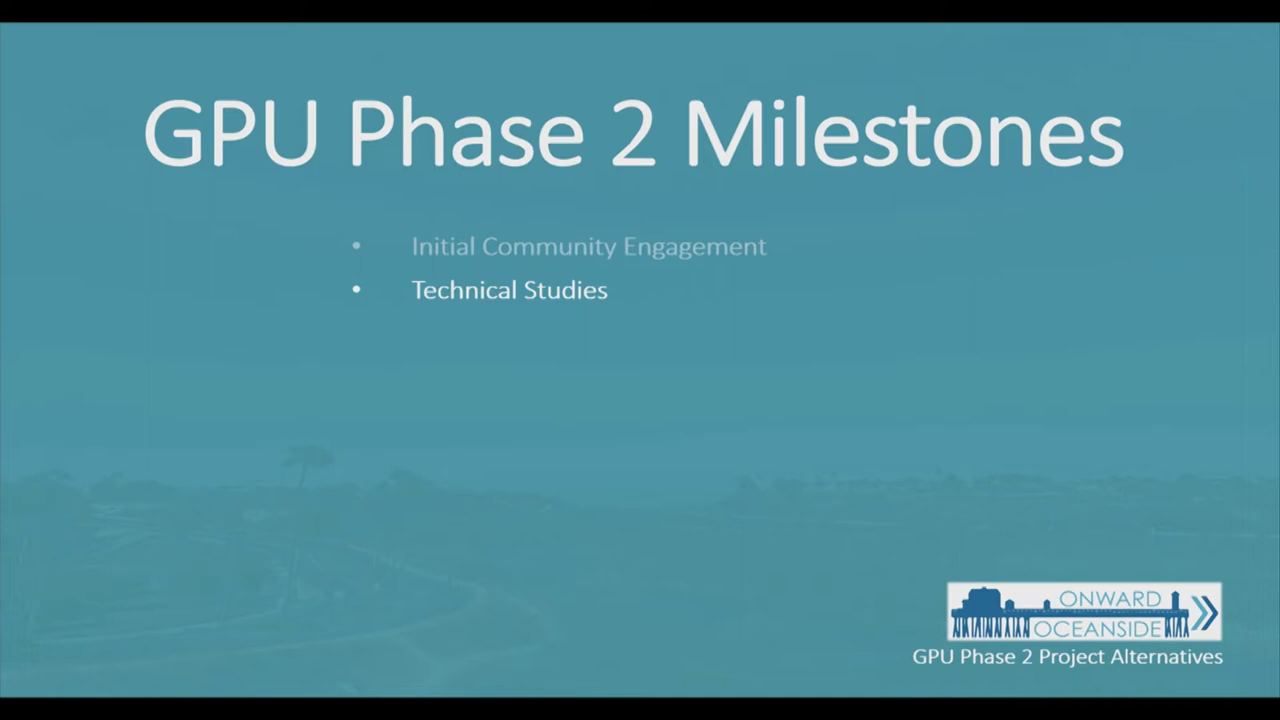 GPU Phase 2 Milestones
• Initial Community Engagement
• Technical Studies
ONWARD
OCEANSIDE
GPU Phase 2 Project Alternatives